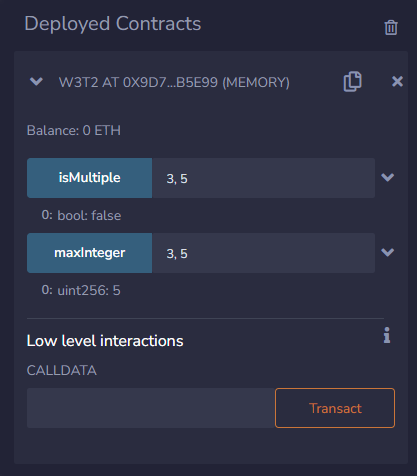 Deployed Contracts
W3T2 AT 0X9D7...B5E99 (MEMORY)
Balance: 0 ETH
isMultiple 3, 5
0: bool: false
maxInteger 3, 5
0: uint256: 5
Low level interactions
CALLDATA
Transact